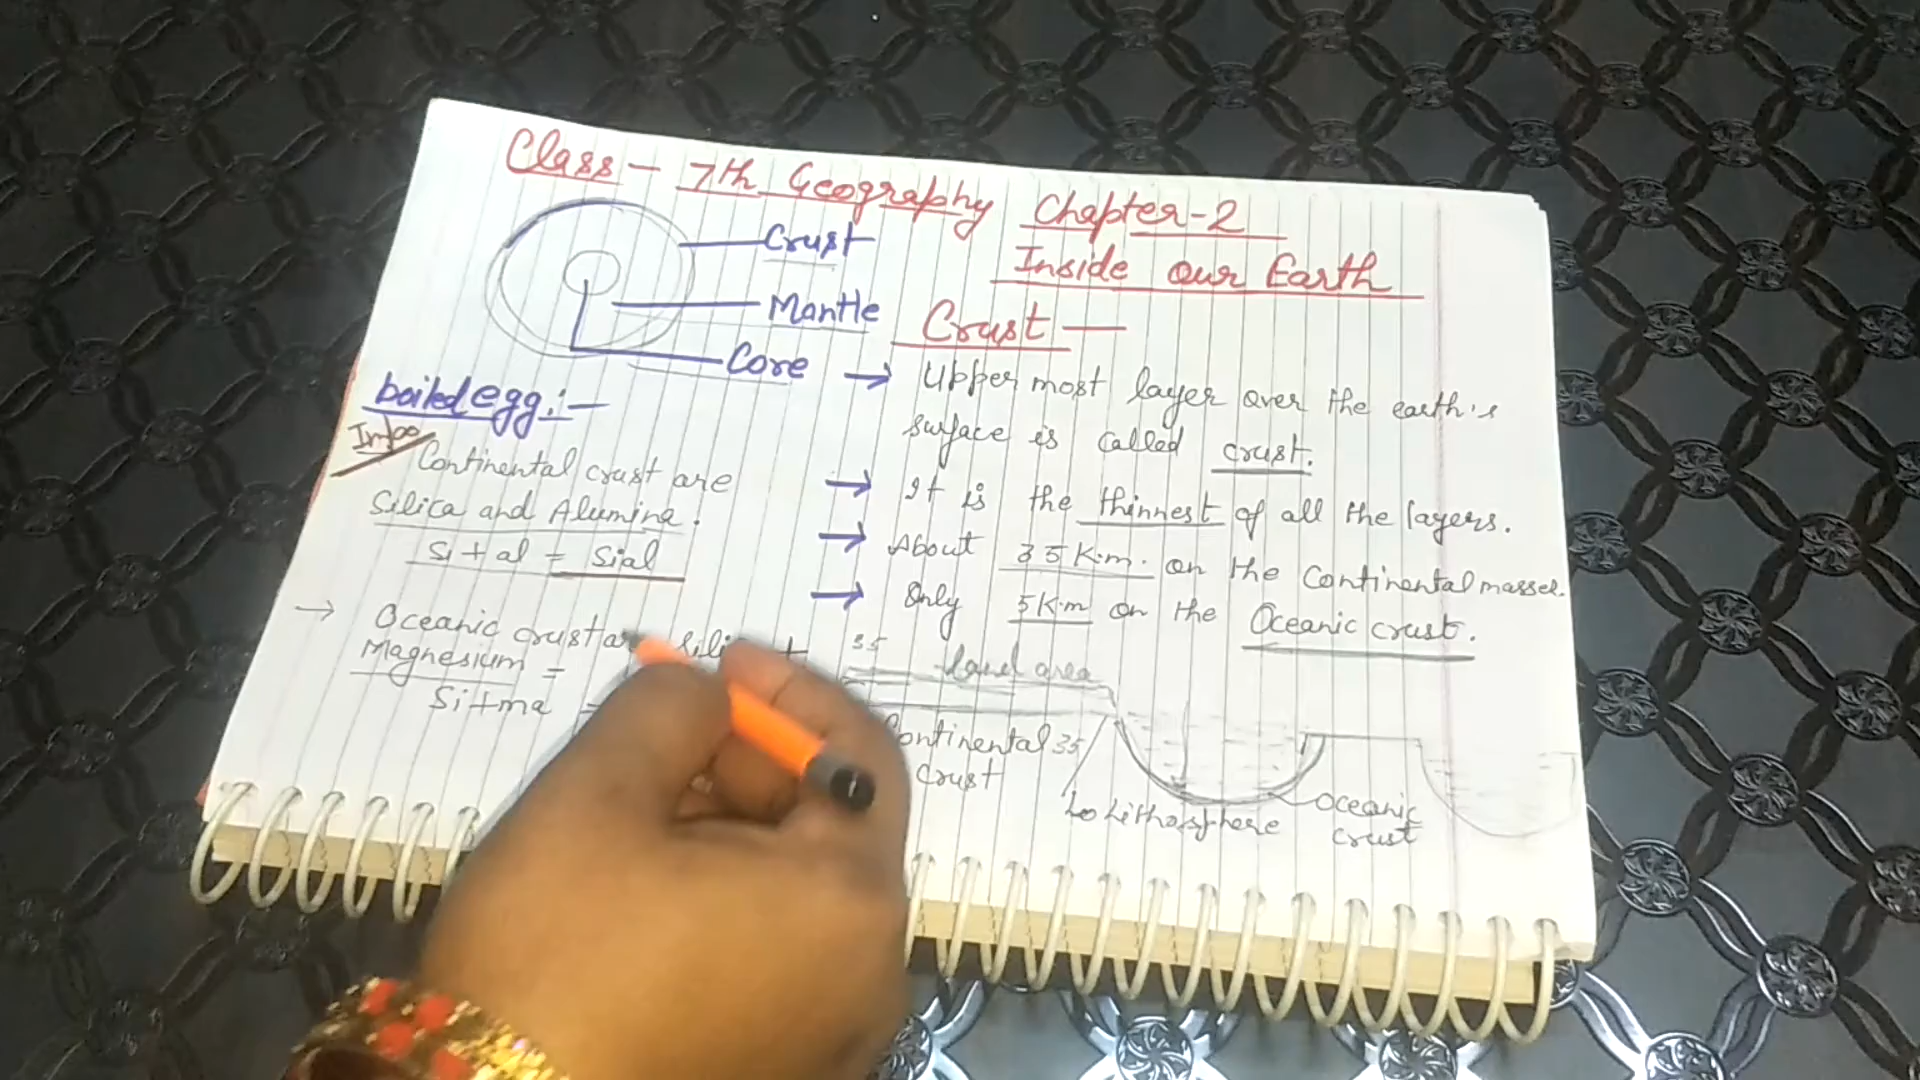 Class - 7th Geography Chapter-2
Inside our Earth
Crust
Mantle
Core
boiled egg :-
Continental crust are
Silica and Alumina.
Si + al = Sial
→ Oceanic crust
Magnesium =
Si + ma
Crust —
→ Upper most layer over the earth's
surface is called crust.
→ It is the thinnest of all the layers.
→ About 35 K.m. on the Continental masses.
→ Only 5 K.m on the Oceanic crust.
35
land area
Continental 35
Crust
Lithosphere
Oceanic
crust